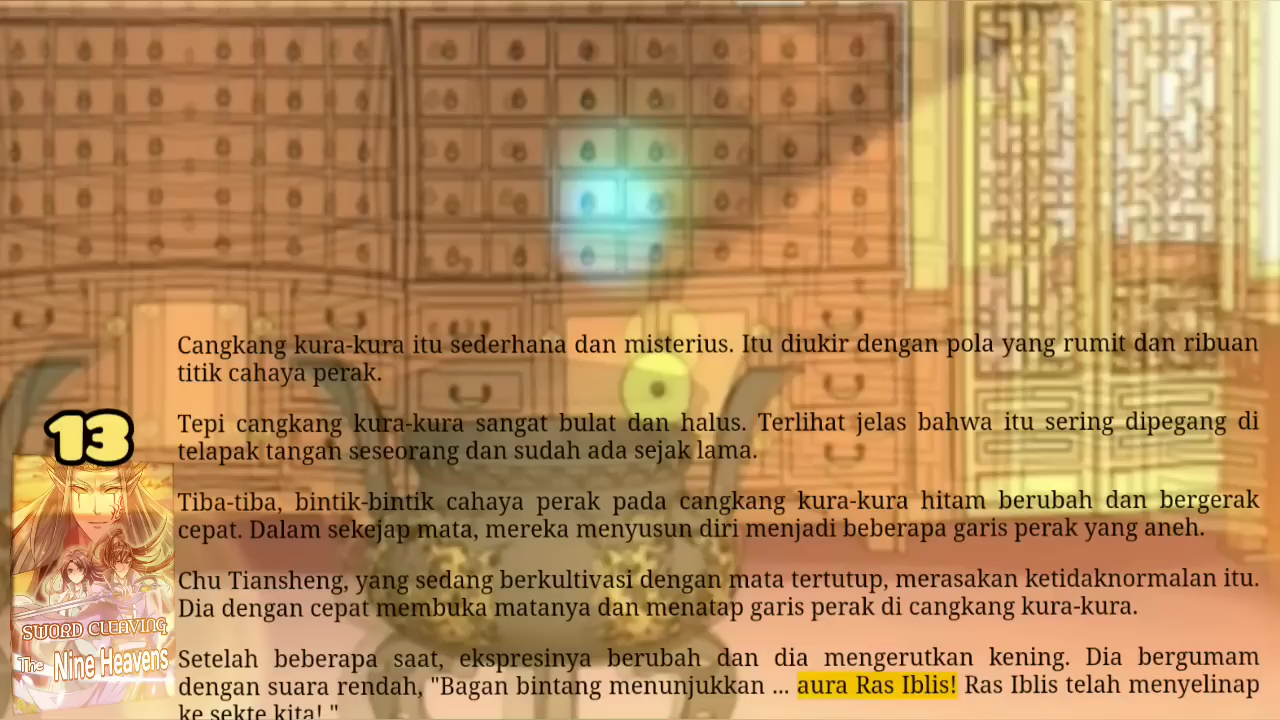 Cangkang kura-kura itu sederhana dan misterius. Itu diukir dengan pola yang rumit dan ribuan
titik cahaya perak.
Tepi cangkang kura-kura sangat bulat dan halus. Terlihat jelas bahwa itu sering dipegang di
telapak tangan seseorang dan sudah ada sejak lama.
Tiba-tiba, bintik-bintik cahaya perak pada cangkang kura-kura hitam berubah dan bergerak
cepat. Dalam sekejap mata, mereka menyusun diri menjadi beberapa garis perak yang aneh.
Chu Tiansheng, yang sedang berkultivasi dengan mata tertutup, merasakan ketidaknormalan itu.
Dia dengan cepat membuka matanya dan menatap garis perak di cangkang kura-kura.
Setelah beberapa saat, ekspresinya berubah dan dia mengerutkan kening. Dia bergumam
dengan suara rendah, "Bagan bintang menunjukkan ... aura Ras Iblis! Ras Iblis telah menyelinap
ke sekte kita! "
13
SWORD CLEAVING
The Nine Heavens